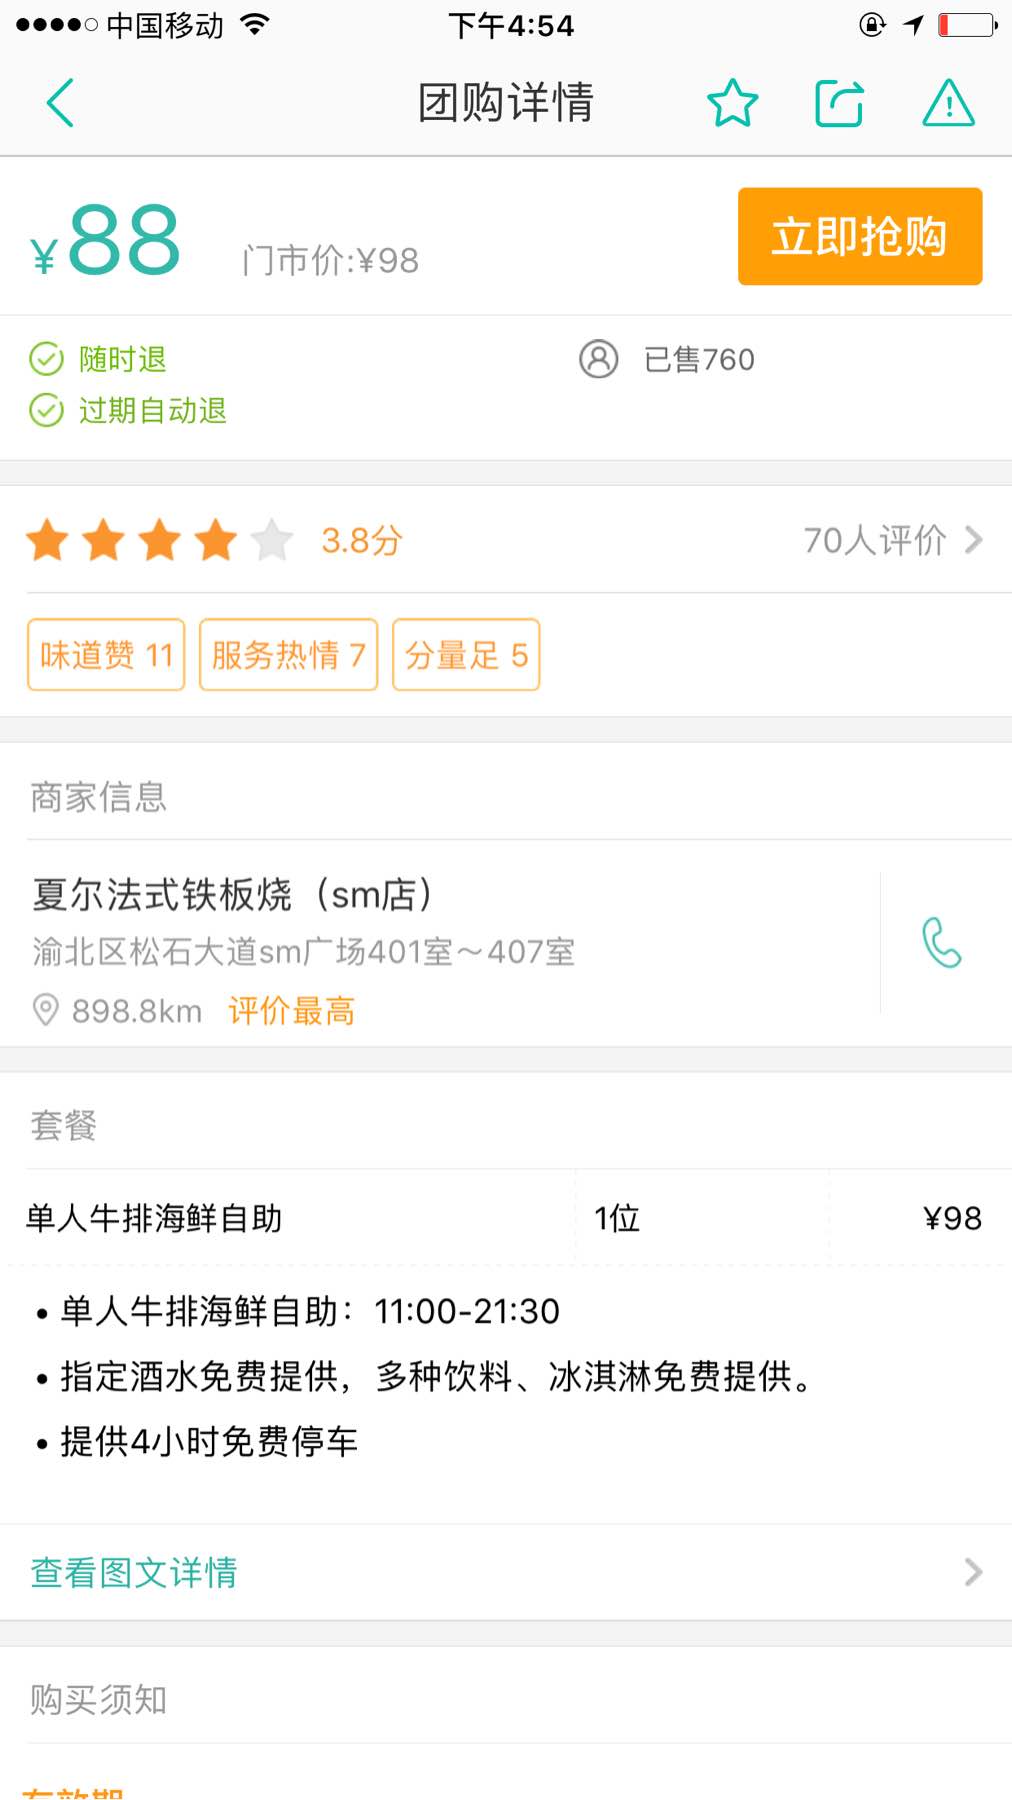 中国移动 下午4:54
团购详情
¥88 门市价:¥98 立即抢购
随时退 已售760
过期自动退
3.8分 70人评价
味道赞 11 服务热情 7 分量足 5
商家信息
夏尔法式铁板烧（sm店）
渝北区松石大道sm广场401室～407室
898.8km 评价最高
套餐
单人牛排海鲜自助 1位 ¥98
• 单人牛排海鲜自助：11:00-21:30
• 指定酒水免费提供，多种饮料、冰淇淋免费提供。
• 提供4小时免费停车
查看图文详情
购买须知
有效期